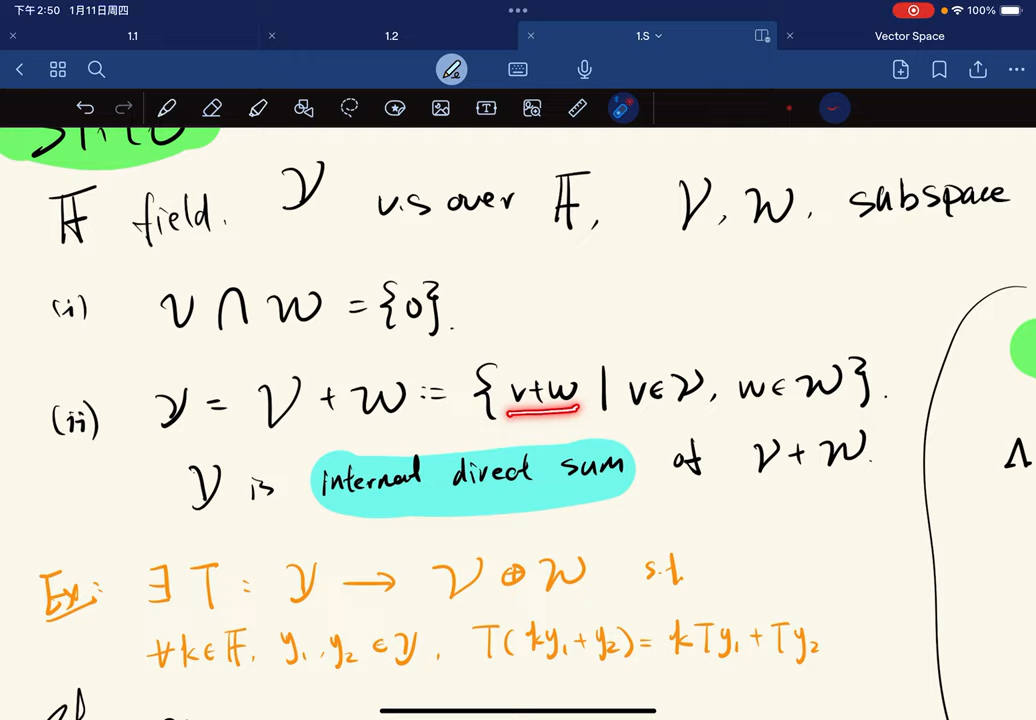 下午 2:50 1月11日周四
100%
1.1
1.2
1.S
Vector Space
𝔽 field. 𝒴 v.s over 𝔽, 𝒱, 𝒲, subspace
(i) 𝒱 ∩ 𝒲 = {0}.
(ii) 𝒴 = 𝒱 + 𝒲 := {v+w | v∈𝒱, w∈𝒲}.
𝒴 is internal direct sum of 𝒱+𝒲.
Ex: ∃ T : 𝒴 → 𝒱 ⊕ 𝒲 s.t.
∀k∈𝔽, y₁, y₂ ∈ 𝒴, T(ky₁+y₂) = kTy₁ + Ty₂